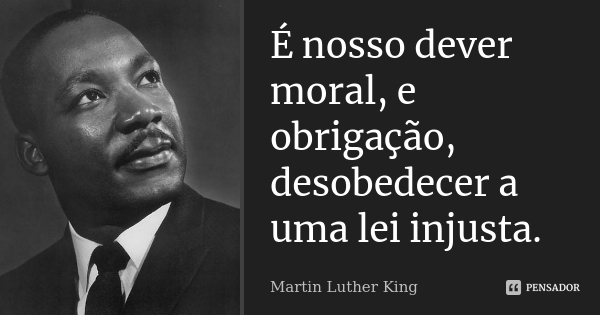 É nosso dever
moral, e
obrigação,
desobedecer a
uma lei injusta.
Martin Luther King
PENSADOR